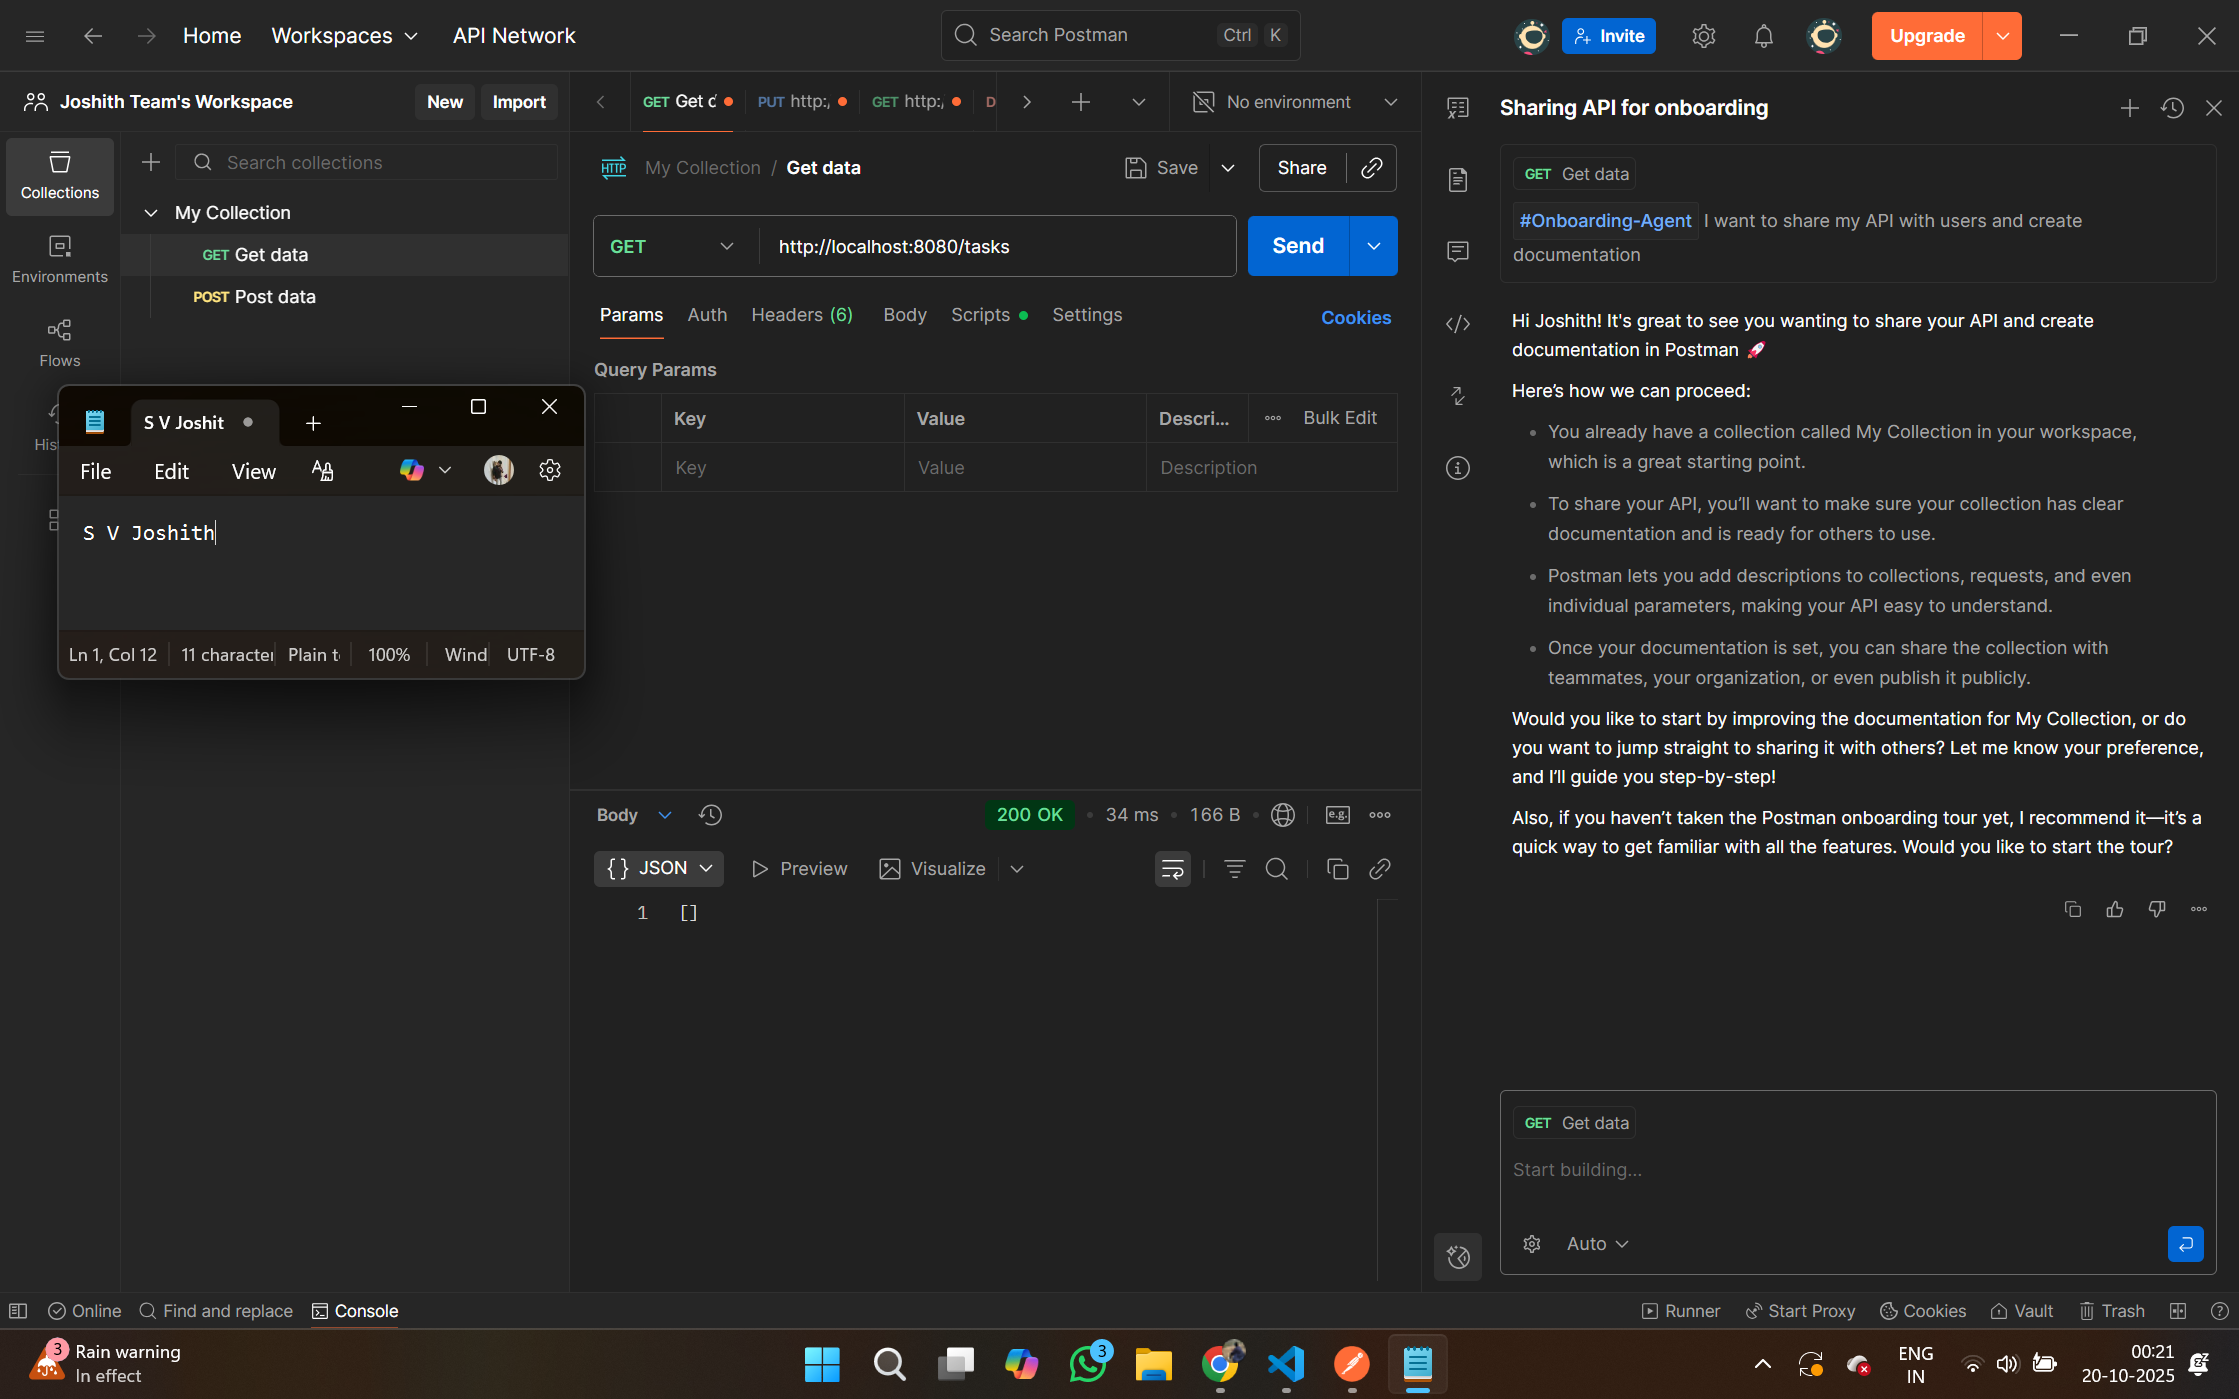 Home
Workspaces
API Network
Search Postman
Ctrl K
Invite
Upgrade
Joshith Team's Workspace
New
Import
GET Get
PUT http:
GET http:
D
No environment
Collections
Environments
Flows
Search collections
My Collection
GET Get data
POST Post data
HTTP
My Collection / Get data
Save
Share
GET
http://localhost:8080/tasks
Send
Params
Auth
Headers (6)
Body
Scripts
Settings
Cookies
Query Params
Key
Value
Descri...
Bulk Edit
Key
Value
Description
S V Joshit
File
Edit
View
S V Joshith
Ln 1, Col 12
11 character
Plain t
100%
Wind
UTF-8
Body
200 OK
34 ms
166 B
e.g.
{} JSON
Preview
Visualize
1 []
Sharing API for onboarding
GET Get data
#Onboarding-Agent I want to share my API with users and create
documentation
Hi Joshith! It's great to see you wanting to share your API and create
documentation in Postman 🚀
Here’s how we can proceed:
• You already have a collection called My Collection in your workspace,
which is a great starting point.
• To share your API, you’ll want to make sure your collection has clear
documentation and is ready for others to use.
• Postman lets you add descriptions to collections, requests, and even
individual parameters, making your API easy to understand.
• Once your documentation is set, you can share the collection with
teammates, your organization, or even publish it publicly.
Would you like to start by improving the documentation for My Collection, or do
you want to jump straight to sharing it with others? Let me know your preference,
and I’ll guide you step-by-step!
Also, if you haven’t taken the Postman onboarding tour yet, I recommend it—it’s a
quick way to get familiar with all the features. Would you like to start the tour?
GET Get data
Start building...
Auto
Online
Find and replace
Console
Runner
Start Proxy
Cookies
Vault
Trash
3
Rain warning
In effect
3
ENG
IN
00:21
20-10-2025